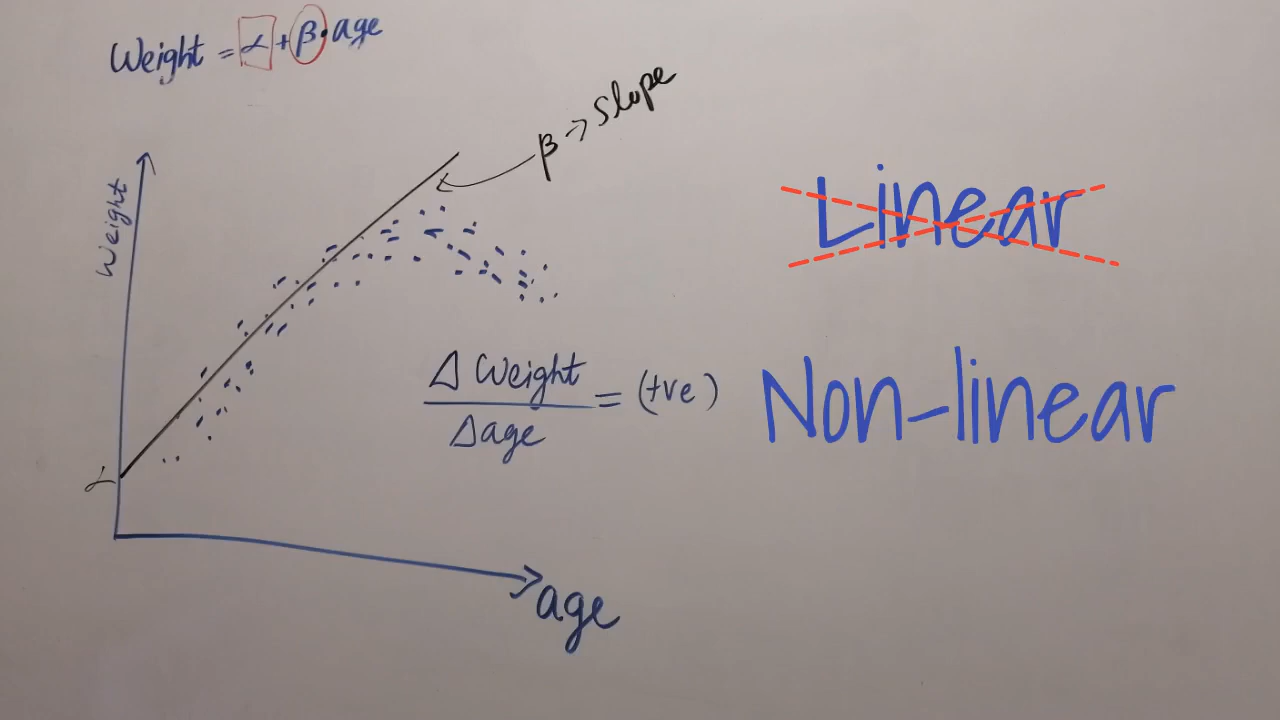 Weight = α + β · age
β → Slope
Weight
Linear
Δ Weight
Δ age
= (+ve)
Non-linear
α
age